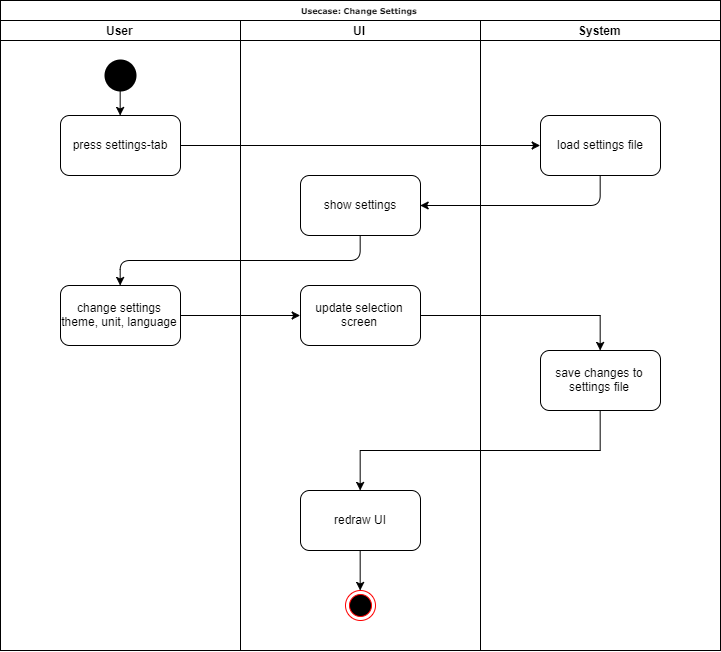 Usecase: Change Settings
User
UI
System
press settings-tab
load settings file
show settings
change settings
theme, unit, language
update selection
screen
save changes to
settings file
redraw UI